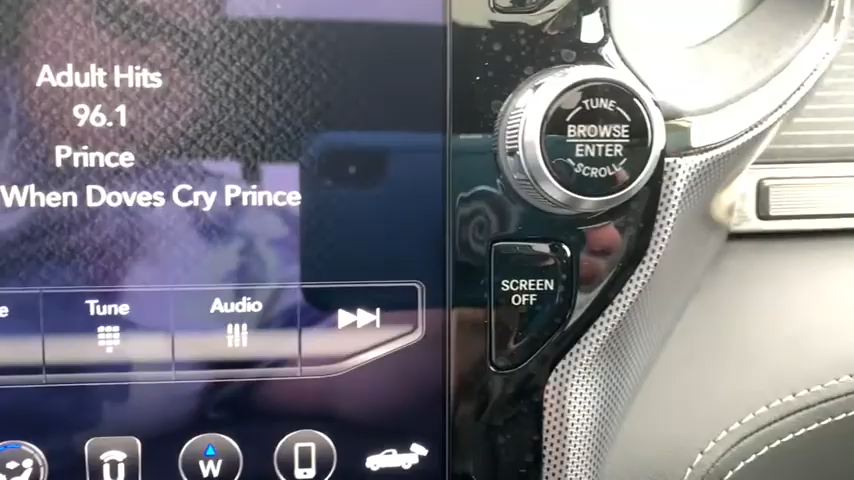 Adult Hits
96.1
Prince
When Doves Cry Prince
Tune
Audio
TUNE
BROWSE
ENTER
SCROLL
SCREEN
OFF
W